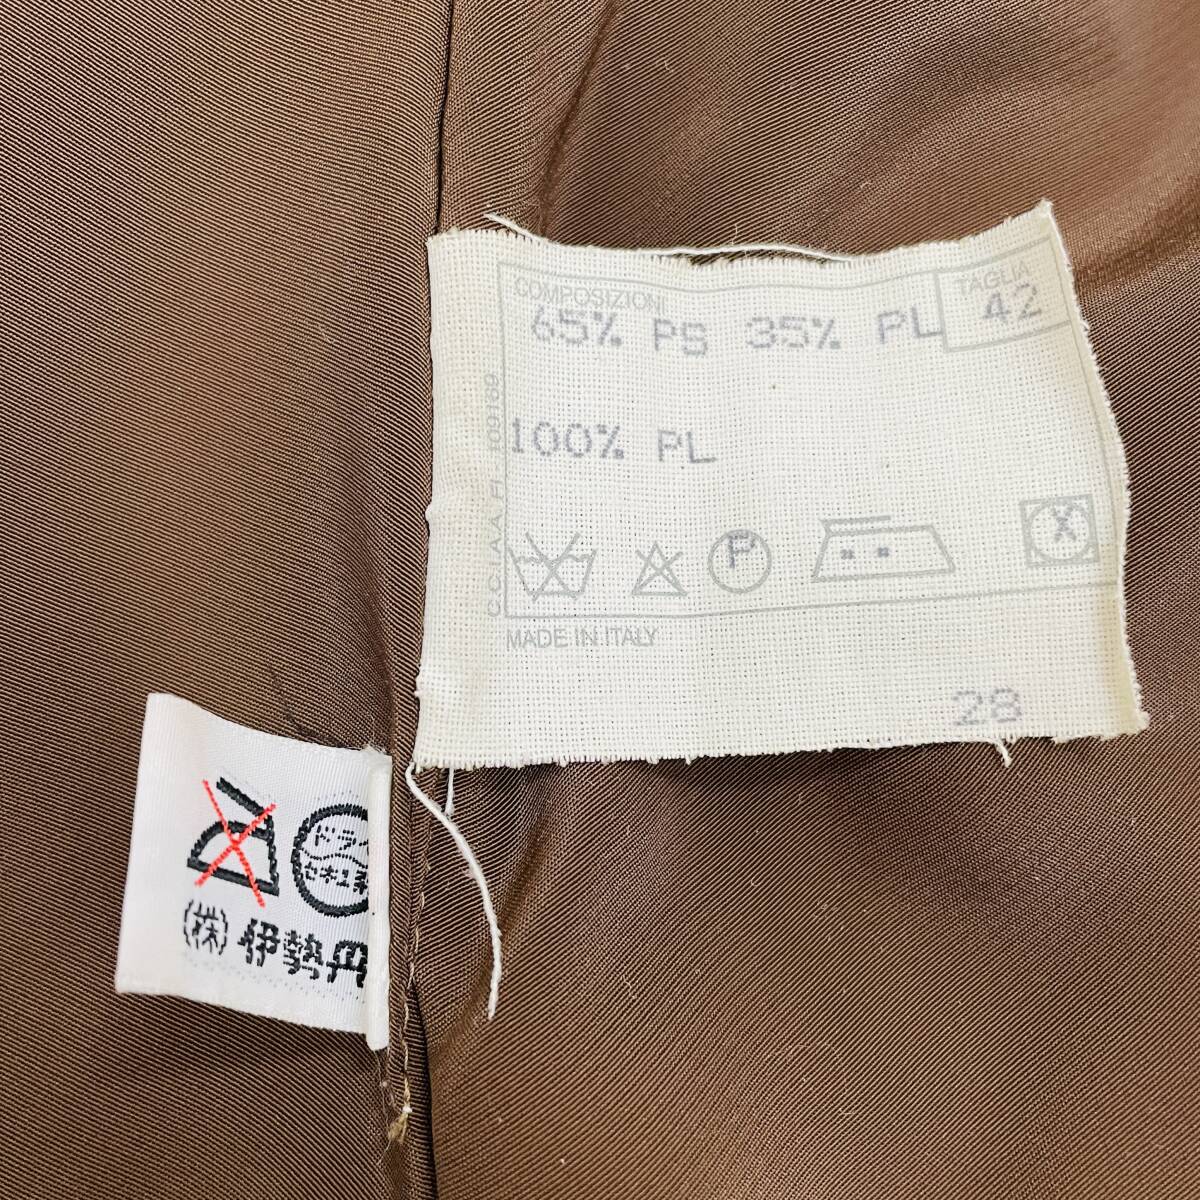 COMPOSIZIONI
TAGLIA
65% PS 35% PL
42
100% PL
C.C.I.A.A. FI - 09169
P
X
MADE IN ITALY
28
ドライ
セキユ系
(株)伊勢丹